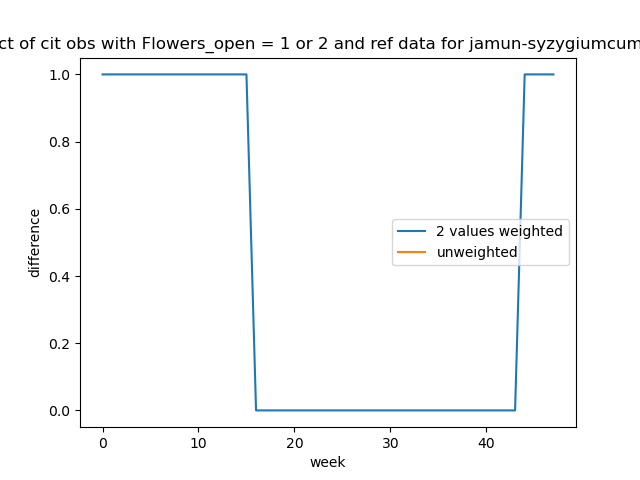 ct of cit obs with Flowers_open = 1 or 2 and ref data for jamun-syzygiumcum
1.0
0.8
0.6
0.4
0.2
0.0
difference
2 values weighted
unweighted
0 10 20 30 40
week